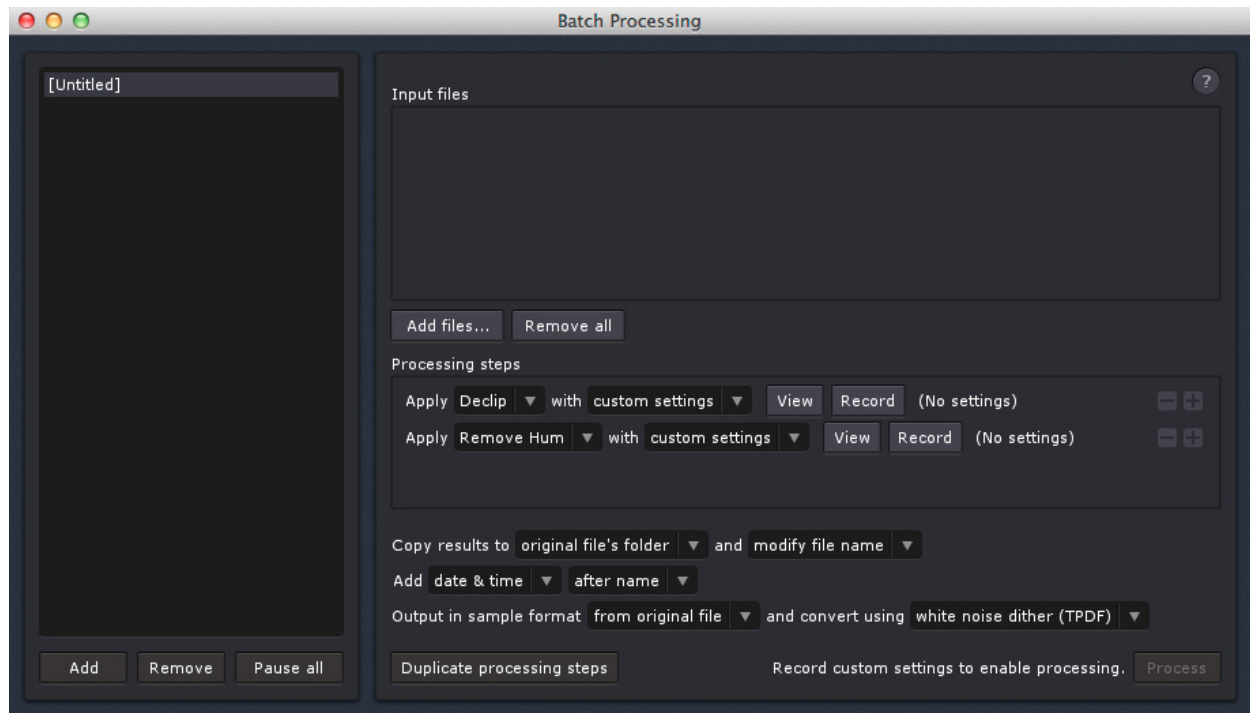 Batch Processing
[Untitled]
?
Input files
Add files... Remove all
Processing steps
Apply Declip with custom settings View Record (No settings)
Apply Remove Hum with custom settings View Record (No settings)
Copy results to original file's folder and modify file name
Add date & time after name
Output in sample format from original file and convert using white noise dither (TPDF)
Add Remove Pause all
Duplicate processing steps Record custom settings to enable processing. Process